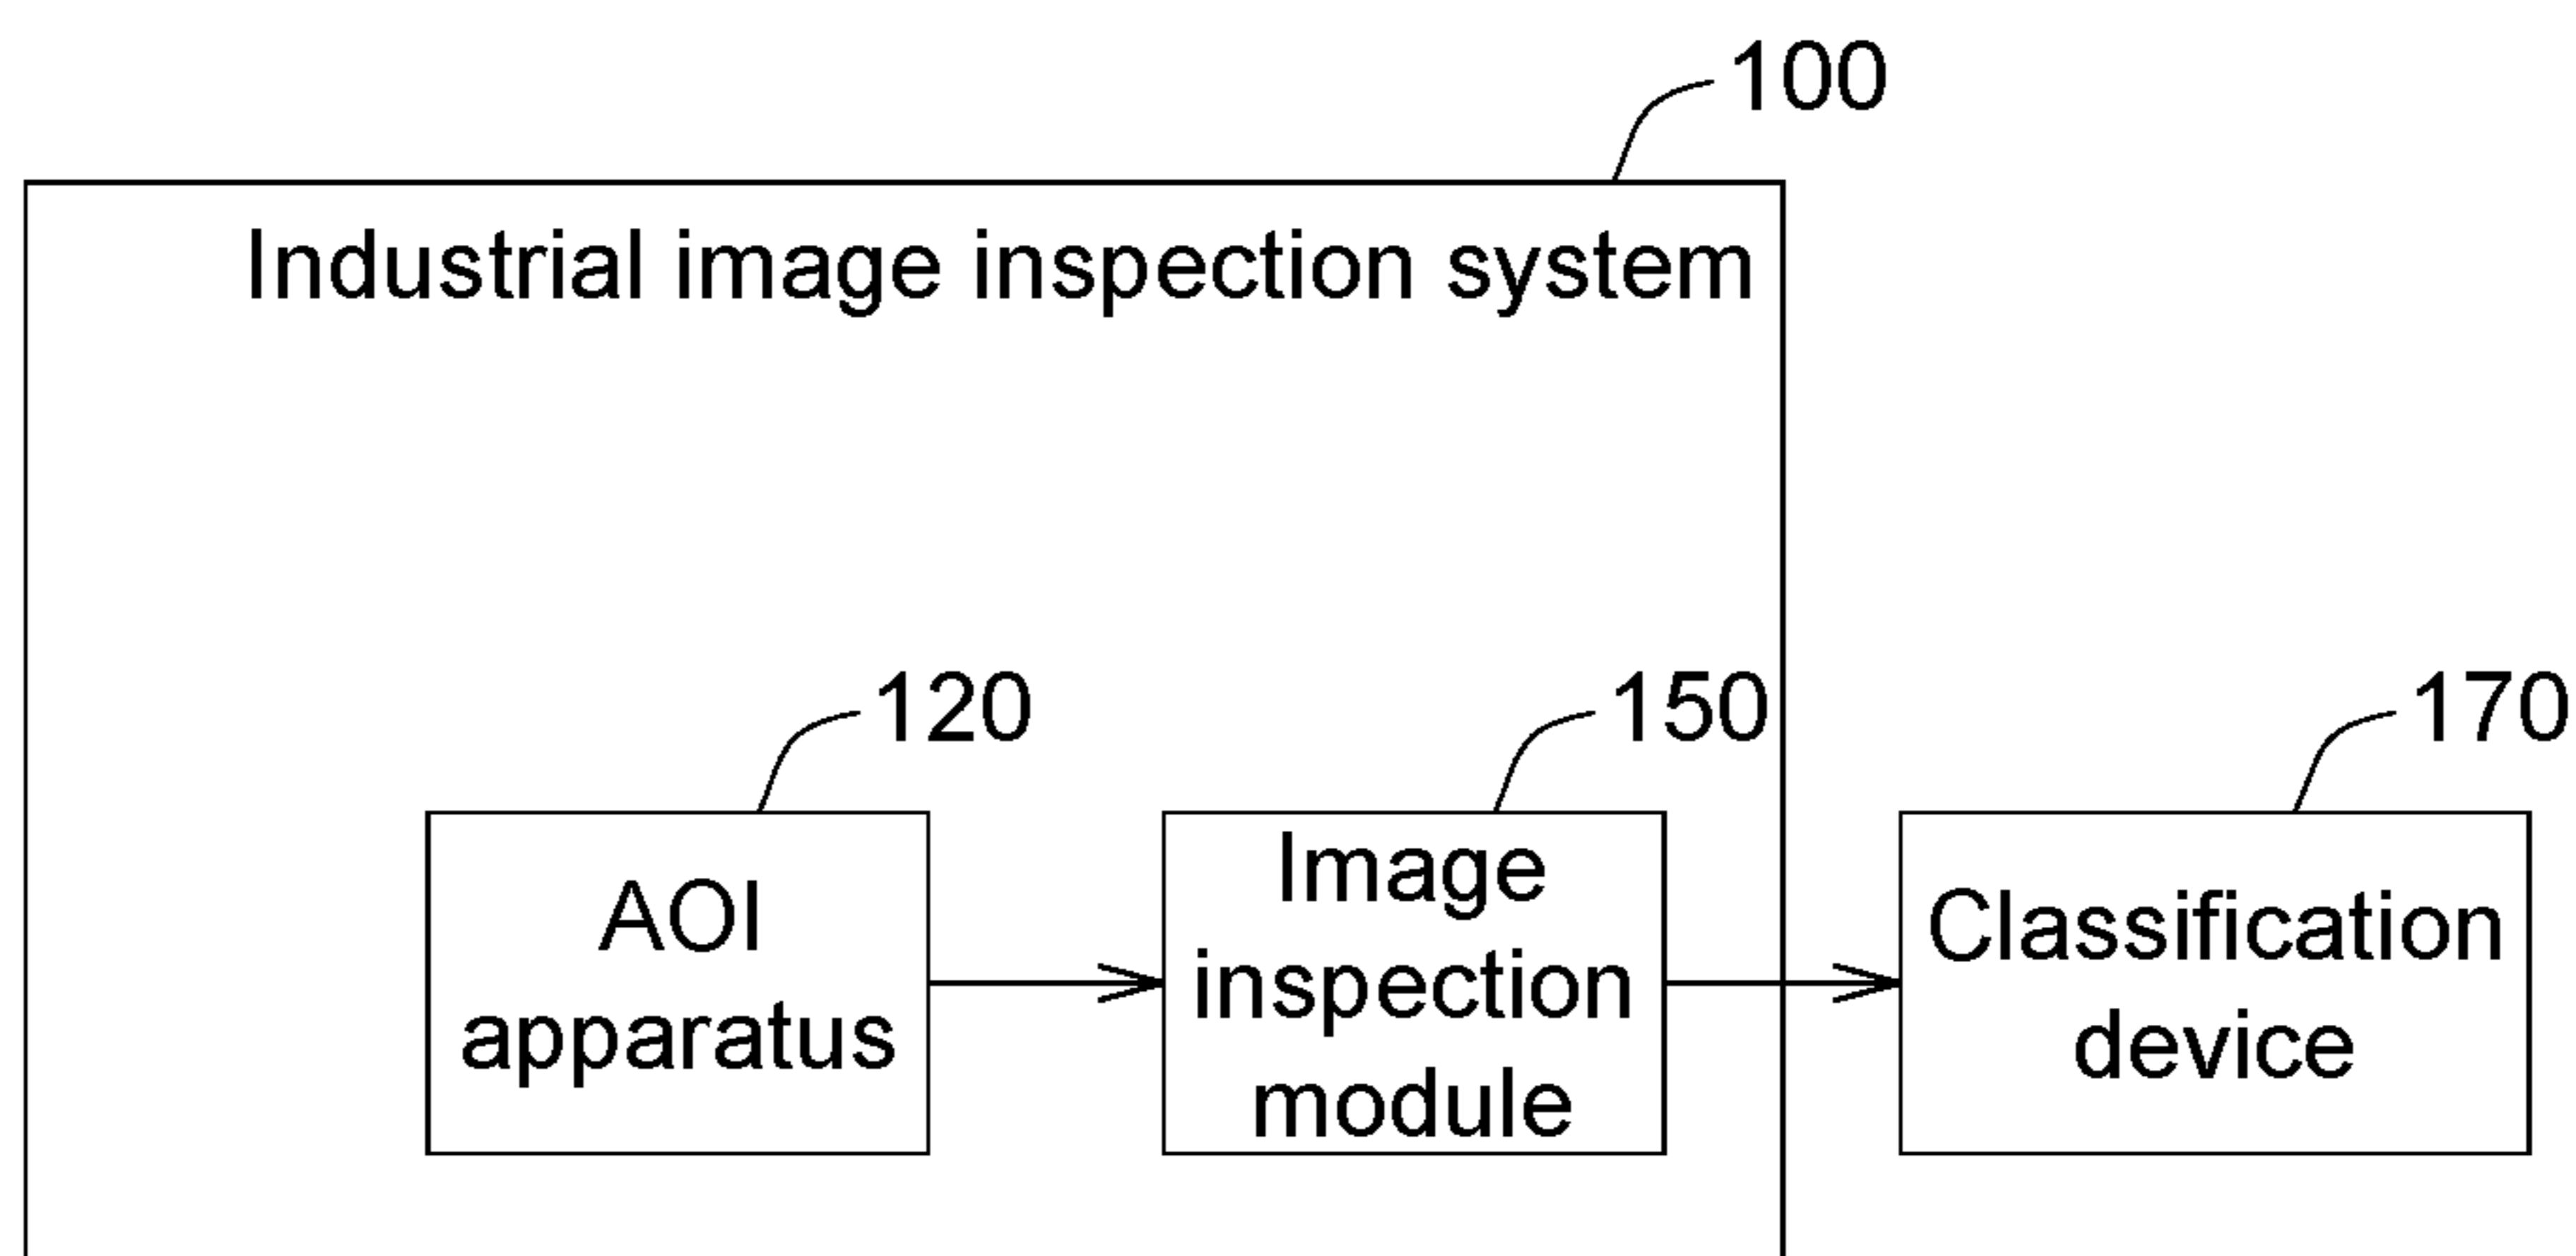 100
Industrial image inspection system
120
150
170
AOI
apparatus
Image
inspection
module
Classification
device